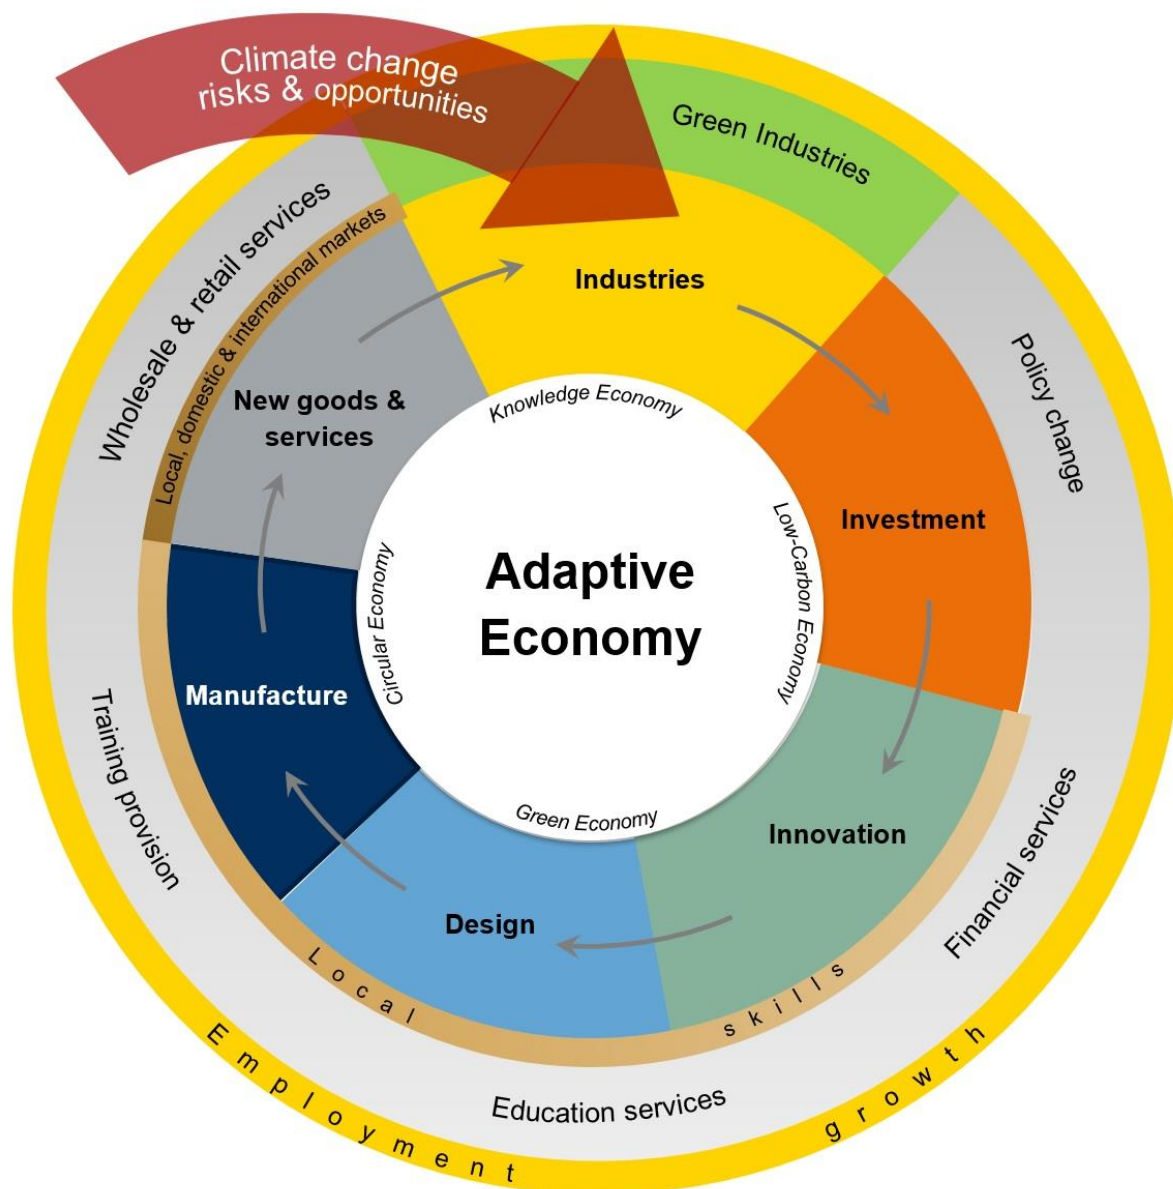 Climate change
risks & opportunities
Green Industries
Policy change
Financial services
Education services
Training provision
Wholesale & retail services
Local, domestic & international markets
Industries
Investment
Innovation
Design
Manufacture
New goods &
services
Knowledge Economy
Low-Carbon Economy
Green Economy
Circular Economy
Adaptive
Economy
Local skills
Employment growth